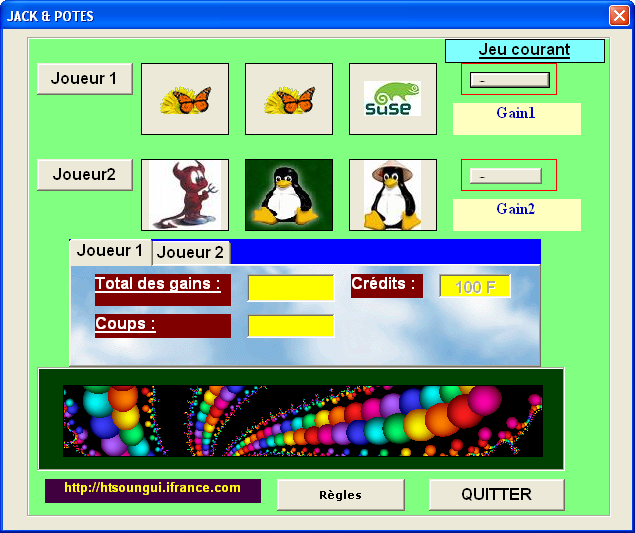 JACK & POTES
Jeu courant
Joueur 1
SUSE
-
Gain1
Joueur2
-
Gain2
Joueur 1
Joueur 2
Total des gains :
Crédits :
100 F
Coups :
http://htsoungui.ifrance.com
Règles
QUITTER